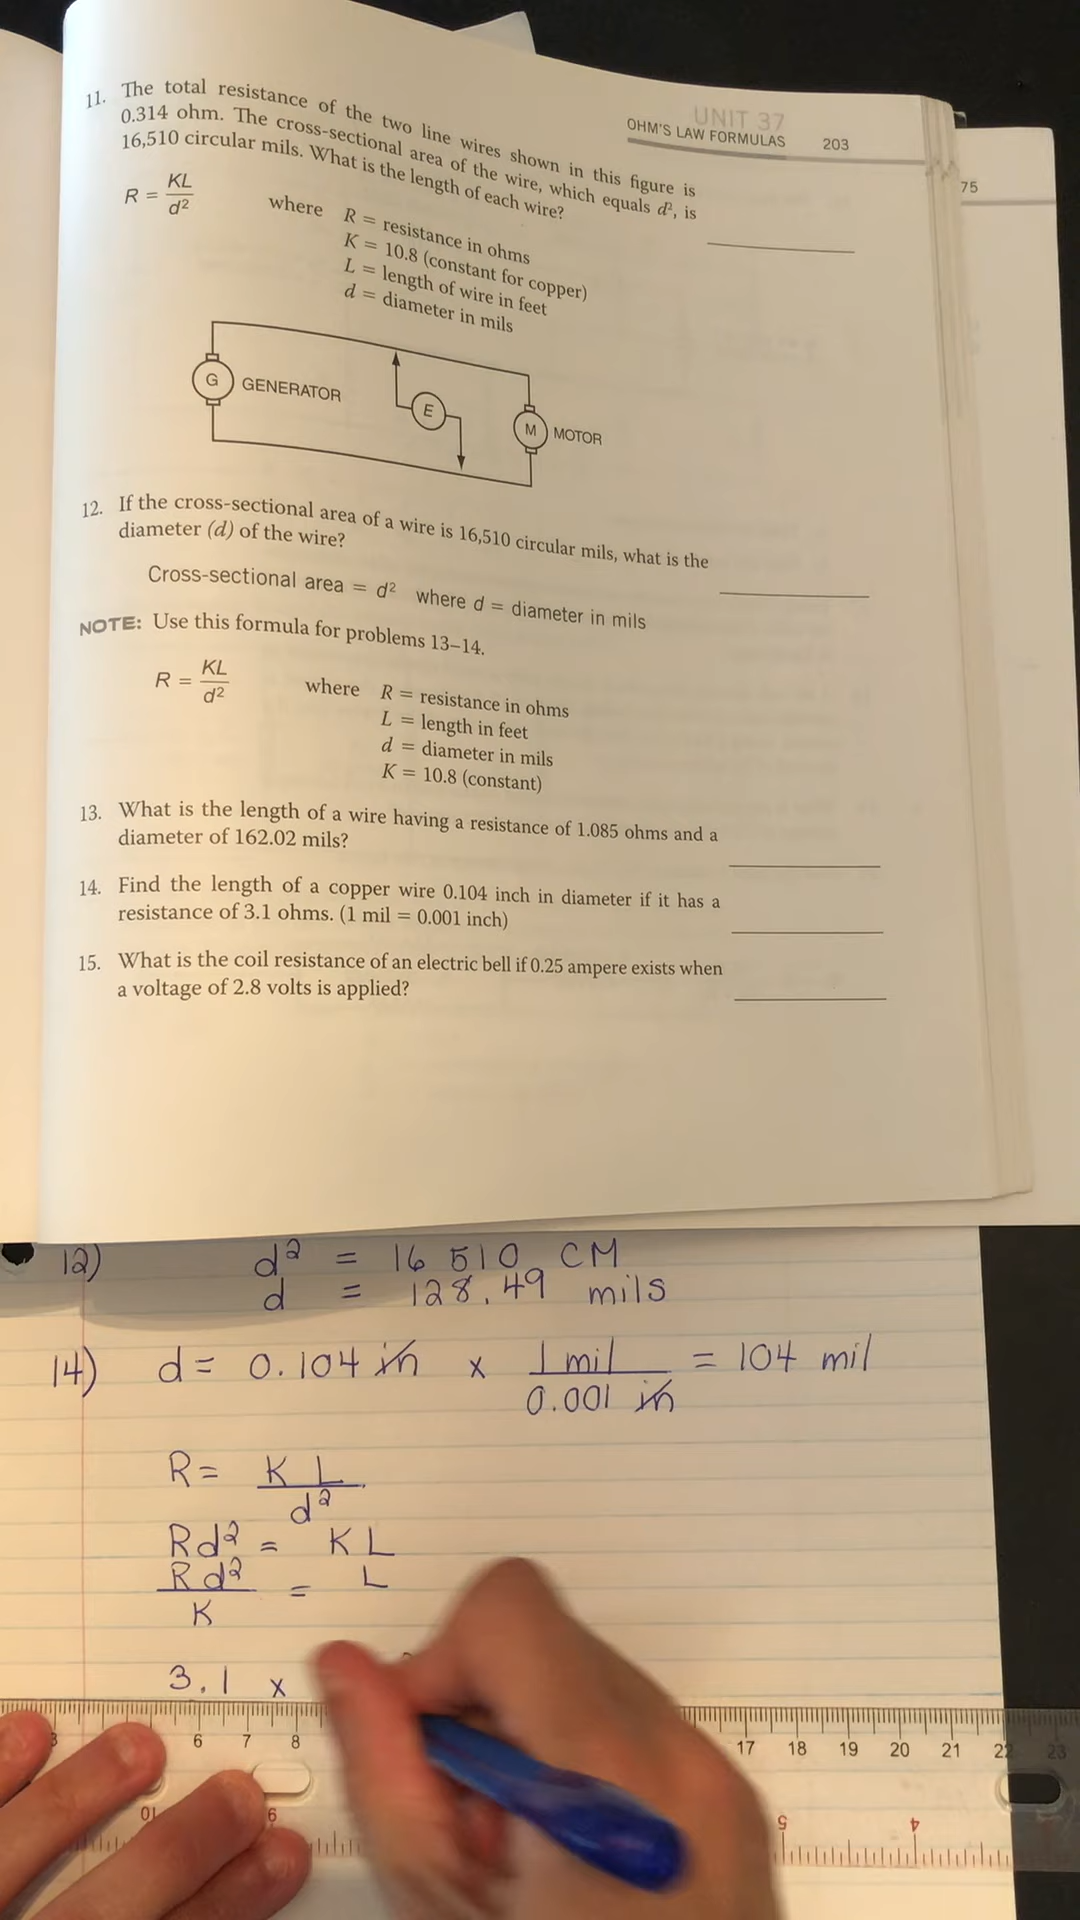 UNIT 37
OHM'S LAW FORMULAS 203
75
11. The total resistance of the two line wires shown in this figure is
0.314 ohm. The cross-sectional area of the wire, which equals d², is
16,510 circular mils. What is the length of each wire?
R = KL
d²
where R = resistance in ohms
K = 10.8 (constant for copper)
L = length of wire in feet
d = diameter in mils
G GENERATOR
E
M MOTOR
12. If the cross-sectional area of a wire is 16,510 circular mils, what is the
diameter (d) of the wire?
Cross-sectional area = d² where d = diameter in mils
NOTE: Use this formula for problems 13–14.
R = KL
d²
where R = resistance in ohms
L = length in feet
d = diameter in mils
K = 10.8 (constant)
13. What is the length of a wire having a resistance of 1.085 ohms and a
diameter of 162.02 mils?
14. Find the length of a copper wire 0.104 inch in diameter if it has a
resistance of 3.1 ohms. (1 mil = 0.001 inch)
15. What is the coil resistance of an electric bell if 0.25 ampere exists when
a voltage of 2.8 volts is applied?
12) d² = 16 510 CM
d = 128.49 mils
14) d = 0.104 in x 1 mil = 104 mil
0.001 in
R = K L
d²
Rd² = K L
Rd² = L
K
3.1 x
6 7 8 17 18 19 20 21 22 23
10 9 5 4